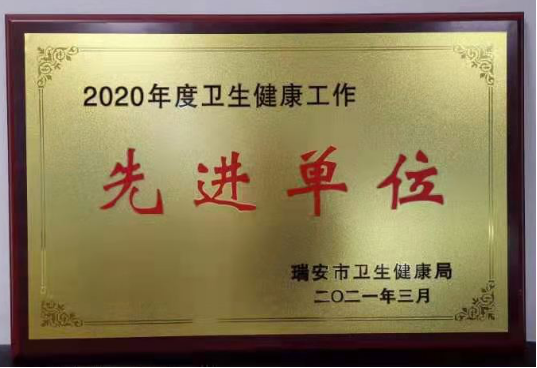 2020年度卫生健康工作
先进单位
瑞安市卫生健康局
二〇二一年三月